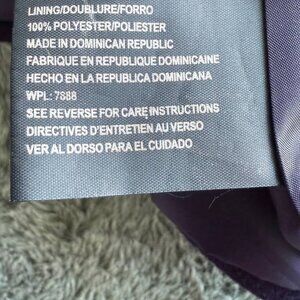 LINING/DOUBLURE/FORRO
100% POLYESTER/POLIESTER
MADE IN DOMINICAN REPUBLIC
FABRIQUE EN REPUBLIQUE DOMINICAINE
HECHO EN LA REPUBLICA DOMINICANA
WPL: 7888
SEE REVERSE FOR CARE INSTRUCTIONS
DIRECTIVES D'ENTRETIEN AU VERSO
VER AL DORSO PARA EL CUIDADO